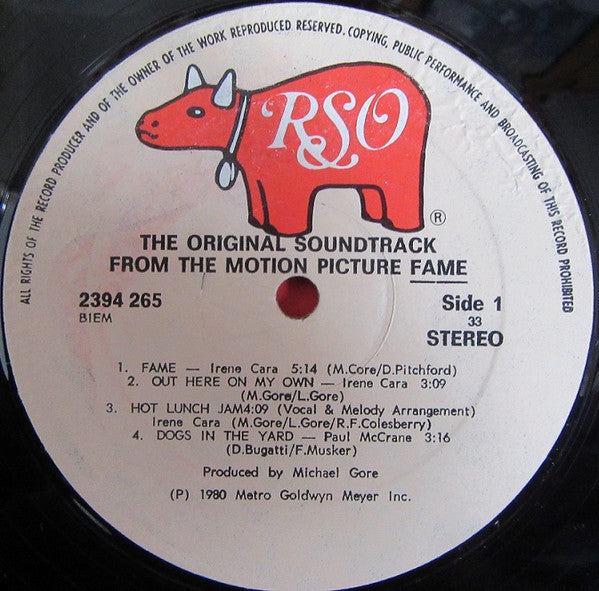 ALL RIGHTS OF THE RECORD PRODUCER AND OF THE OWNER OF THE WORK REPRODUCED RESERVED. COPYING, PUBLIC PERFORMANCE AND BROADCASTING OF THIS RECORD PROHIBITED
RSO
®
THE ORIGINAL SOUNDTRACK
FROM THE MOTION PICTURE FAME
2394 265
BIEM
Side 1
33
STEREO
1. FAME — Irene Cara 5:14 (M.Core/D.Pitchford)
2. OUT HERE ON MY OWN — Irene Cara 3:09
(M.Gore/L.Gore)
3. HOT LUNCH JAM4:09 (Vocal & Melody Arrangement)
Irene Cara (M.Gore/L.Gore/R.F.Colesberry)
4. DOGS IN THE YARD — Paul McCrane 3:16
(D.Bugatti/F.Musker)
Produced by Michael Gore
(P) 1980 Metro Goldwyn Meyer Inc.